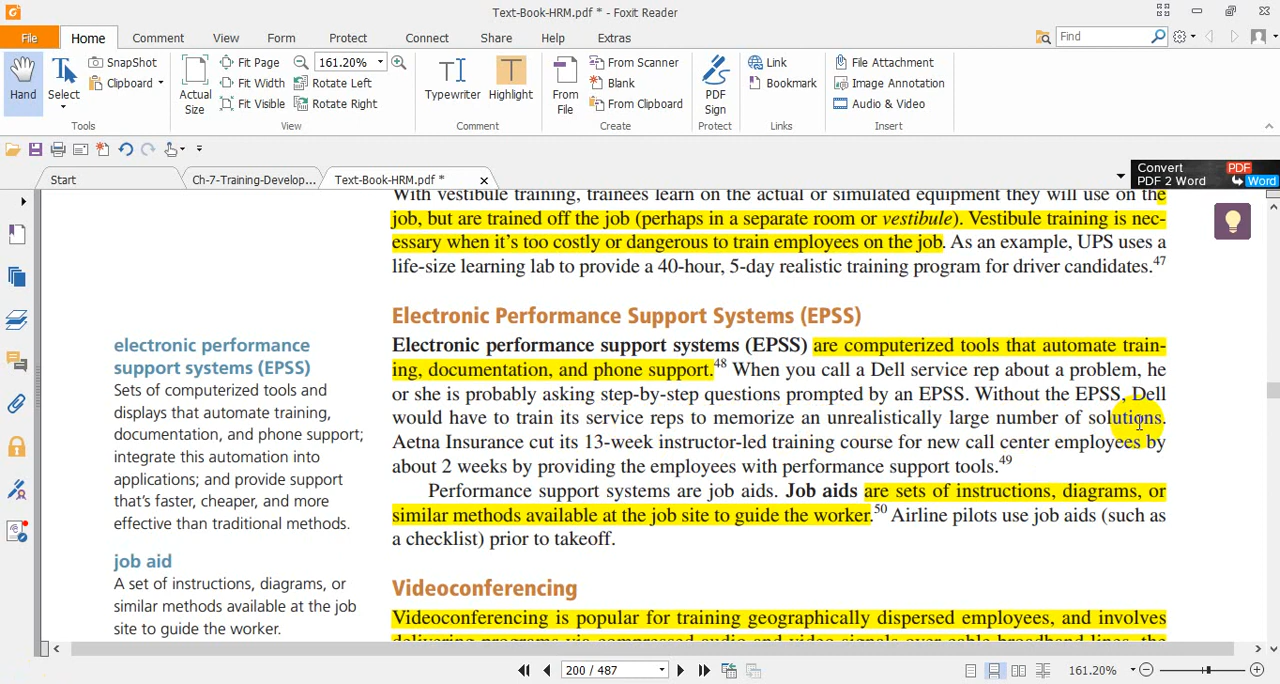 Text-Book-HRM.pdf * - Foxit Reader
File Home Comment View Form Protect Connect Share Help Extras Find
SnapShot Fit Page 161.20% From Scanner Link File Attachment
Clipboard Fit Width Rotate Left Blank Bookmark Image Annotation
Hand Select Actual Size Fit Visible Rotate Right Typewriter Highlight From File From Clipboard PDF Sign Audio & Video
Tools View Comment Create Protect Links Insert
Start Ch-7-Training-Develop... Text-Book-HRM.pdf *
Convert PDF
PDF 2 Word Word
With vestibule training, trainees learn on the actual or simulated equipment they will use on the
job, but are trained off the job (perhaps in a separate room or vestibule). Vestibule training is nec-
essary when it's too costly or dangerous to train employees on the job. As an example, UPS uses a
life-size learning lab to provide a 40-hour, 5-day realistic training program for driver candidates.47
Electronic Performance Support Systems (EPSS)
Electronic performance support systems (EPSS) are computerized tools that automate train-
ing, documentation, and phone support.48 When you call a Dell service rep about a problem, he
or she is probably asking step-by-step questions prompted by an EPSS. Without the EPSS, Dell
would have to train its service reps to memorize an unrealistically large number of solutions.
Aetna Insurance cut its 13-week instructor-led training course for new call center employees by
about 2 weeks by providing the employees with performance support tools.49
Performance support systems are job aids. Job aids are sets of instructions, diagrams, or
similar methods available at the job site to guide the worker.50 Airline pilots use job aids (such as
a checklist) prior to takeoff.
Videoconferencing
Videoconferencing is popular for training geographically dispersed employees, and involves
delivering programs via compressed audio and video signals over cable broadband lines, the
electronic performance
support systems (EPSS)
Sets of computerized tools and
displays that automate training,
documentation, and phone support;
integrate this automation into
applications; and provide support
that's faster, cheaper, and more
effective than traditional methods.
job aid
A set of instructions, diagrams, or
similar methods available at the job
site to guide the worker.
200 / 487 161.20%